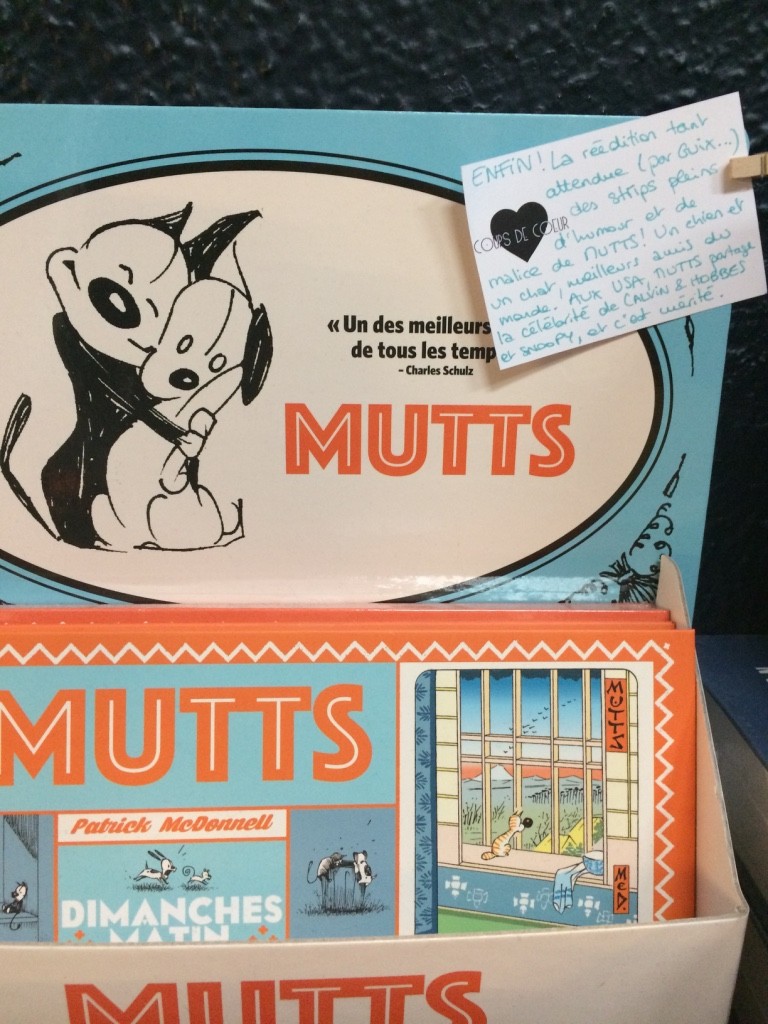 ENFIN! La réédition tant
attendue (par Guix...)
des strips pleins
d'humour et de
COUPS DE COEUR
malice de MUTTS! Un chien et
un chat, meilleurs amis du
monde. AUX USA, MUTTS partage
la célébrité de CALVIN & HOBBES
et SNOOPY, et c'est mérité.
« Un des meilleurs
de tous les temp
- Charles Schulz
MUTTS
MUTTS
MUTTS
Patrick McDonnell
DIMANCHES
MATIN
McD.
MUTTS